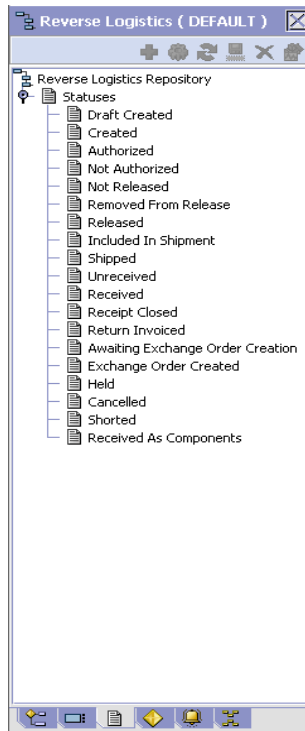 Reverse Logistics ( DEFAULT )
Reverse Logistics Repository
Statuses
Draft Created
Created
Authorized
Not Authorized
Not Released
Removed From Release
Released
Included In Shipment
Shipped
Unreceived
Received
Receipt Closed
Return Invoiced
Awaiting Exchange Order Creation
Exchange Order Created
Held
Cancelled
Shorted
Received As Components